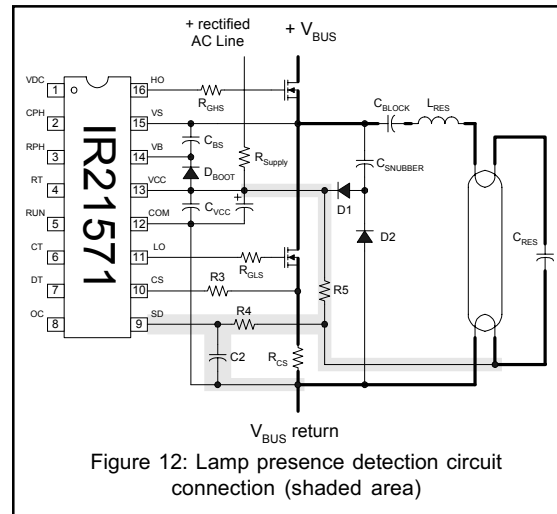 + rectified
AC Line
+ VBUS
VDC 1
CPH 2
RPH 3
RT 4
RUN 5
CT 6
DT 7
OC 8
IR21571
16 HO
15 VS
14 VB
13 VCC
12 COM
11 LO
10 CS
9 SD
RGHS
CBLOCK
LRES
CBS
RSupply
CSNUBBER
DBOOT
D1
CVCC
+
D2
CRES
RGLS
R3
R5
R4
C2
RCS
VBUS return
Figure 12: Lamp presence detection circuit
connection (shaded area)